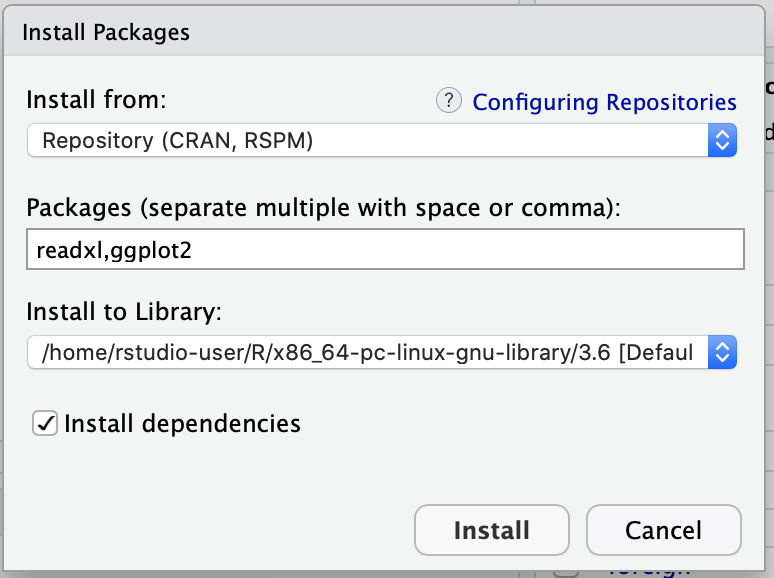 Install Packages
Install from:
? Configuring Repositories
Repository (CRAN, RSPM)
Packages (separate multiple with space or comma):
readxl,ggplot2
Install to Library:
/home/rstudio-user/R/x86_64-pc-linux-gnu-library/3.6 [Defaul
Install dependencies
Install
Cancel